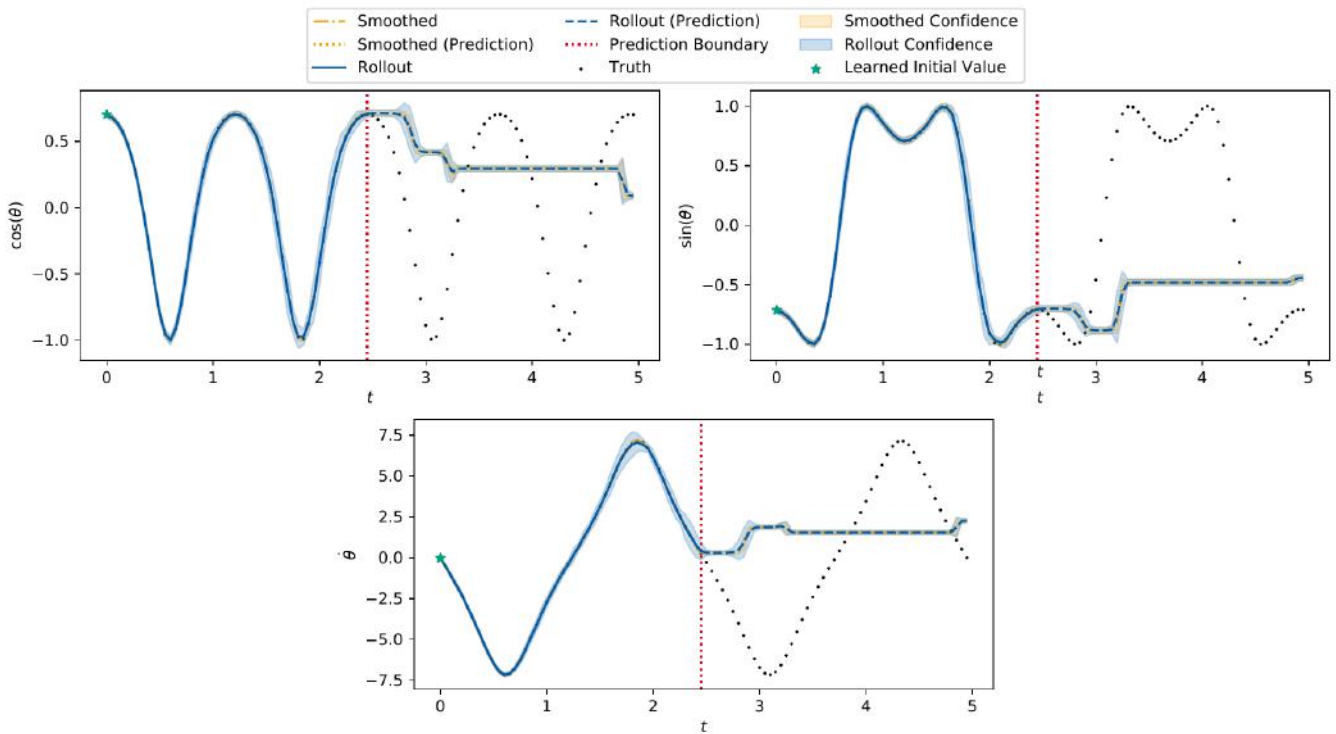 Smoothed Rollout (Prediction) Smoothed Confidence
Smoothed (Prediction) Prediction Boundary Rollout Confidence
Rollout Truth Learned Initial Value
0.5
0.0
−0.5
−1.0
cos(θ)
0 1 2 3 4 5
t
1.0
0.5
0.0
−0.5
−1.0
sin(θ)
0 1 2 t 3 4 5
t
7.5
5.0
2.5
0.0
−2.5
−5.0
−7.5
θ̇
0 1 2 3 4 5
t